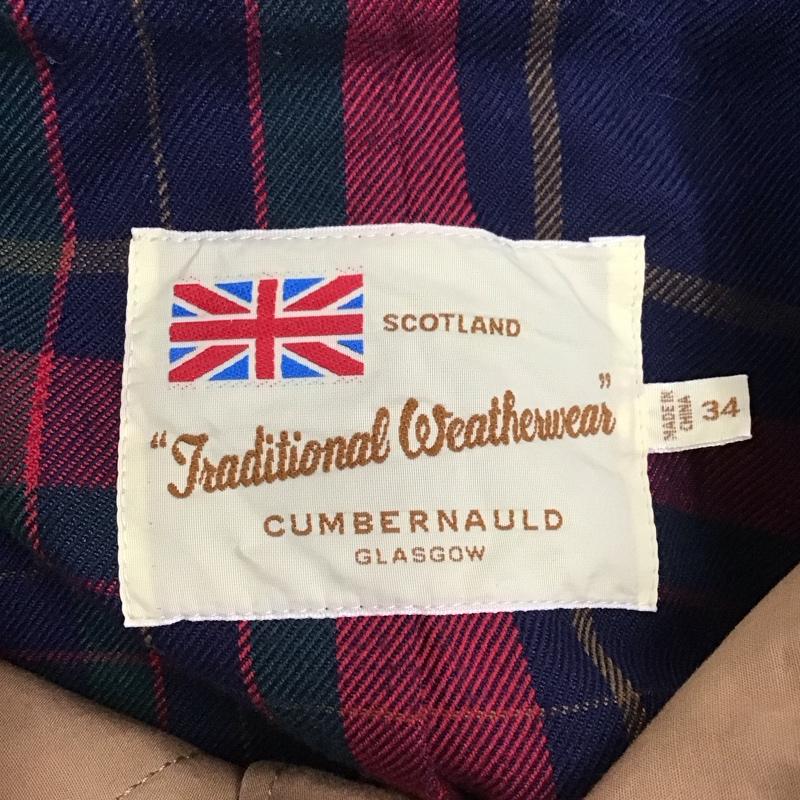 SCOTLAND
"Traditional Weatherwear"
CUMBERNAULD
GLASGOW
MADE IN
CHINA
34